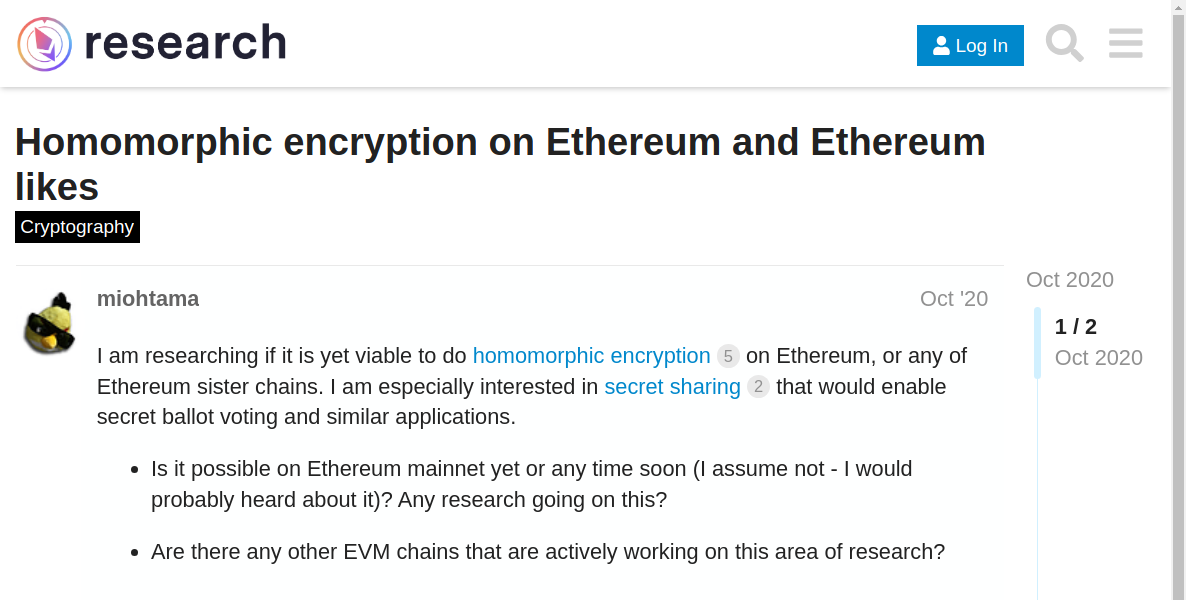 research
Log In
Homomorphic encryption on Ethereum and Ethereum
likes
Cryptography
miohtama
Oct '20
Oct 2020
1 / 2
Oct 2020
I am researching if it is yet viable to do homomorphic encryption 5 on Ethereum, or any of
Ethereum sister chains. I am especially interested in secret sharing 2 that would enable
secret ballot voting and similar applications.
• Is it possible on Ethereum mainnet yet or any time soon (I assume not - I would
probably heard about it)? Any research going on this?
• Are there any other EVM chains that are actively working on this area of research?